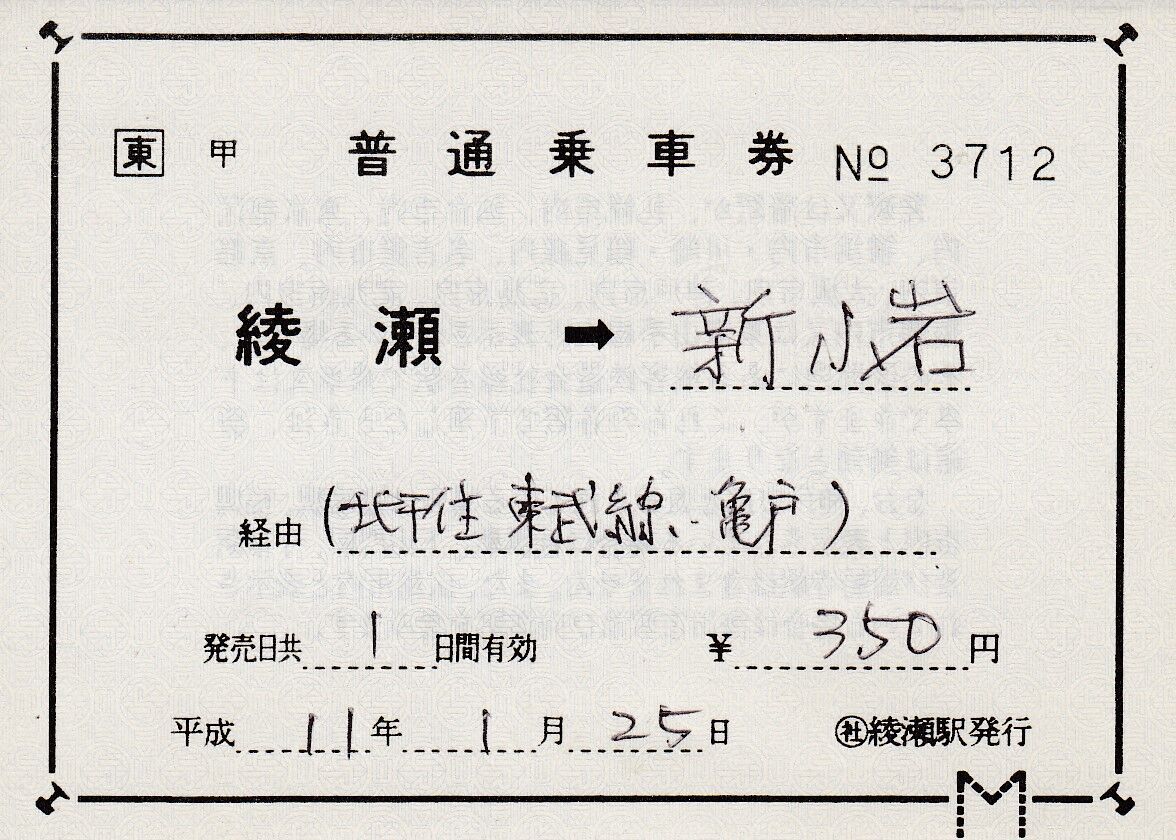 東 甲 普通乗車券 No 3712
綾瀬 ➡ 新小岩
経由 (北千住 東武線、亀戸)
発売日共 1 日間有効 ¥ 350 円
平成 11 年 1 月 25 日 ㊓綾瀬駅発行